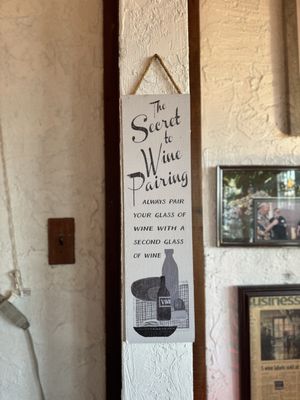 The
Secret
to
Wine
Pairing
ALWAYS PAIR
YOUR GLASS OF
WINE WITH A
SECOND GLASS
OF WINE